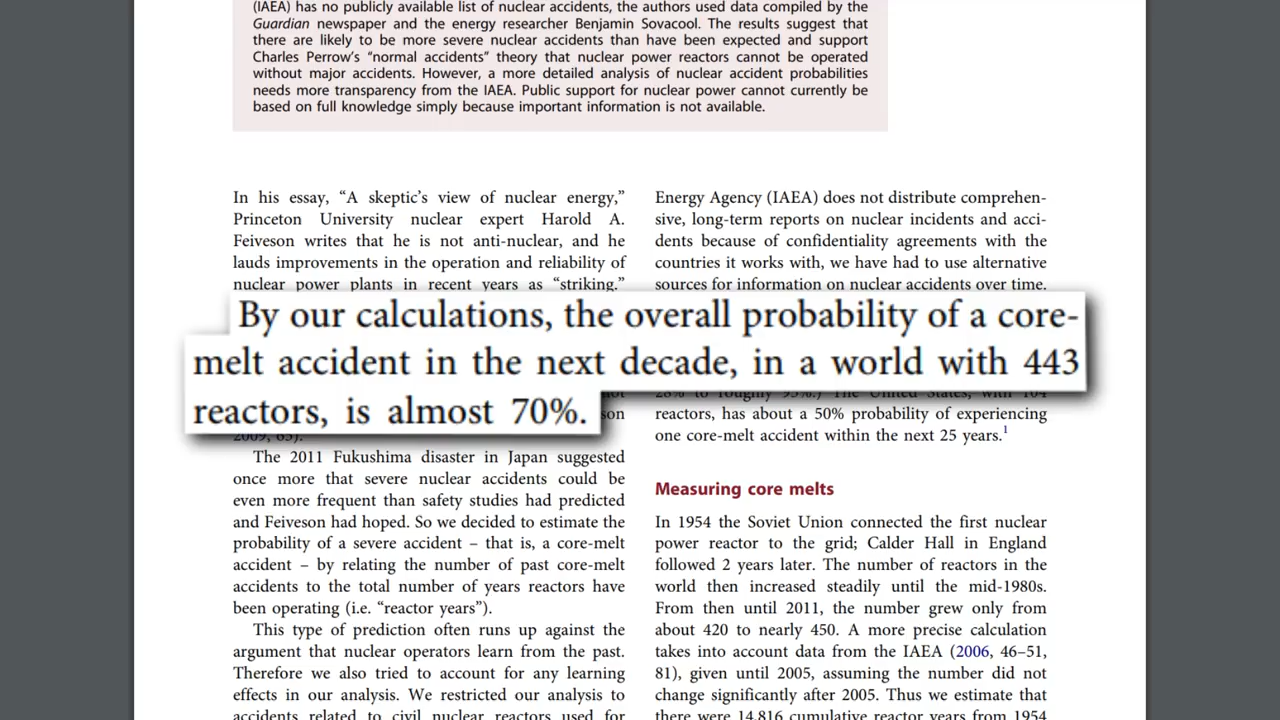 (IAEA) has no publicly available list of nuclear accidents, the authors used data compiled by the
Guardian newspaper and the energy researcher Benjamin Sovacool. The results suggest that
there are likely to be more severe nuclear accidents than have been expected and support
Charles Perrow's “normal accidents” theory that nuclear power reactors cannot be operated
without major accidents. However, a more detailed analysis of nuclear accident probabilities
needs more transparency from the IAEA. Public support for nuclear power cannot currently be
based on full knowledge simply because important information is not available.
In his essay, “A skeptic's view of nuclear energy,”
Princeton University nuclear expert Harold A.
Feiveson writes that he is not anti-nuclear, and he
lauds improvements in the operation and reliability of
nuclear power plants in recent years as “striking.”
By our calculations, the overall probability of a core-
melt accident in the next decade, in a world with 443
reactors, is almost 70%.
2009, 65).
The 2011 Fukushima disaster in Japan suggested
once more that severe nuclear accidents could be
even more frequent than safety studies had predicted
and Feiveson had hoped. So we decided to estimate the
probability of a severe accident – that is, a core-melt
accident – by relating the number of past core-melt
accidents to the total number of years reactors have
been operating (i.e. “reactor years”).
This type of prediction often runs up against the
argument that nuclear operators learn from the past.
Therefore we also tried to account for any learning
effects in our analysis. We restricted our analysis to
accidents related to civil nuclear reactors used for
Energy Agency (IAEA) does not distribute comprehen-
sive, long-term reports on nuclear incidents and acci-
dents because of confidentiality agreements with the
countries it works with, we have had to use alternative
sources for information on nuclear accidents over time.
28% to roughly 95%.) The United States, with 104
reactors, has about a 50% probability of experiencing
one core-melt accident within the next 25 years.1
Measuring core melts
In 1954 the Soviet Union connected the first nuclear
power reactor to the grid; Calder Hall in England
followed 2 years later. The number of reactors in the
world then increased steadily until the mid-1980s.
From then until 2011, the number grew only from
about 420 to nearly 450. A more precise calculation
takes into account data from the IAEA (2006, 46–51,
81), given until 2005, assuming the number did not
change significantly after 2005. Thus we estimate that
there were 14,816 cumulative reactor years from 1954